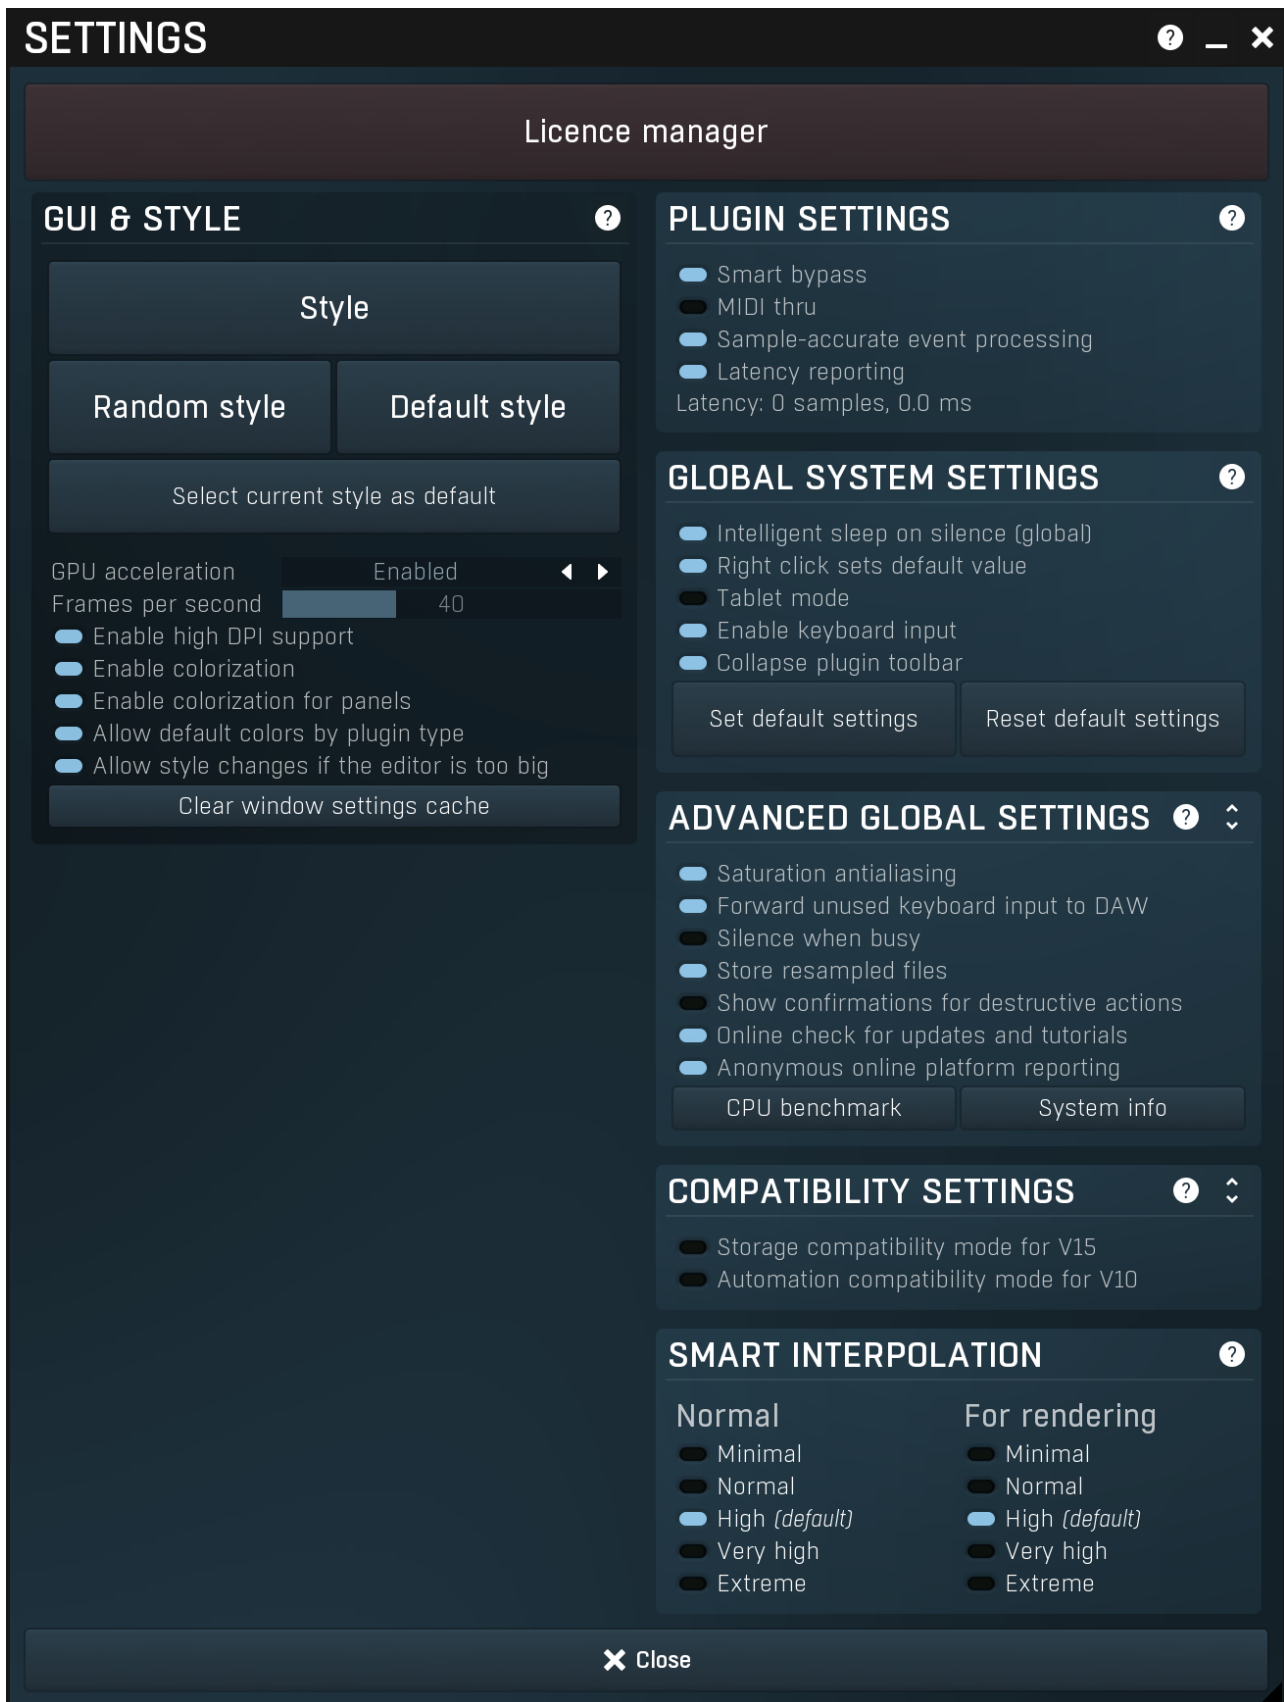 SETTINGS
Licence manager
GUI & STYLE
Style
Random style Default style
Select current style as default
GPU acceleration Enabled
Frames per second 40
Enable high DPI support
Enable colorization
Enable colorization for panels
Allow default colors by plugin type
Allow style changes if the editor is too big
Clear window settings cache
PLUGIN SETTINGS
Smart bypass
MIDI thru
Sample-accurate event processing
Latency reporting
Latency: 0 samples, 0.0 ms
GLOBAL SYSTEM SETTINGS
Intelligent sleep on silence (global)
Right click sets default value
Tablet mode
Enable keyboard input
Collapse plugin toolbar
Set default settings Reset default settings
ADVANCED GLOBAL SETTINGS
Saturation antialiasing
Forward unused keyboard input to DAW
Silence when busy
Store resampled files
Show confirmations for destructive actions
Online check for updates and tutorials
Anonymous online platform reporting
CPU benchmark System info
COMPATIBILITY SETTINGS
Storage compatibility mode for V15
Automation compatibility mode for V10
SMART INTERPOLATION
Normal
Minimal
Normal
High (default)
Very high
Extreme
For rendering
Minimal
Normal
High (default)
Very high
Extreme
Close